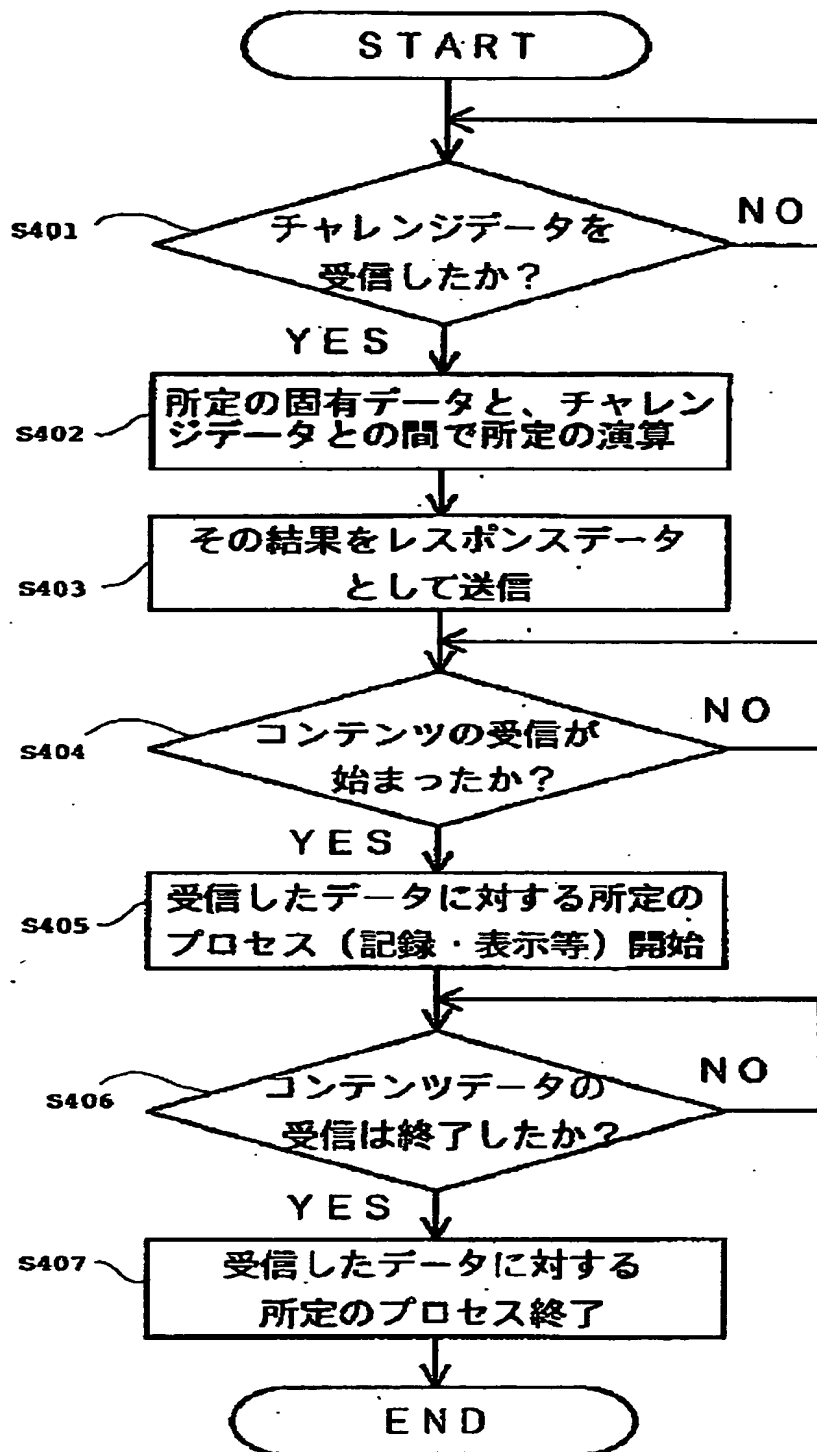 START
S401
チャレンジデータを
受信したか?
NO
YES
S402
所定の固有データと、チャレン
ジデータとの間で所定の演算
S403
その結果をレスポンスデータ
として送信
S404
コンテンツの受信が
始まったか?
NO
YES
S405
受信したデータに対する所定の
プロセス(記録・表示等)開始
S406
コンテンツデータの
受信は終了したか?
NO
YES
S407
受信したデータに対する
所定のプロセス終了
END